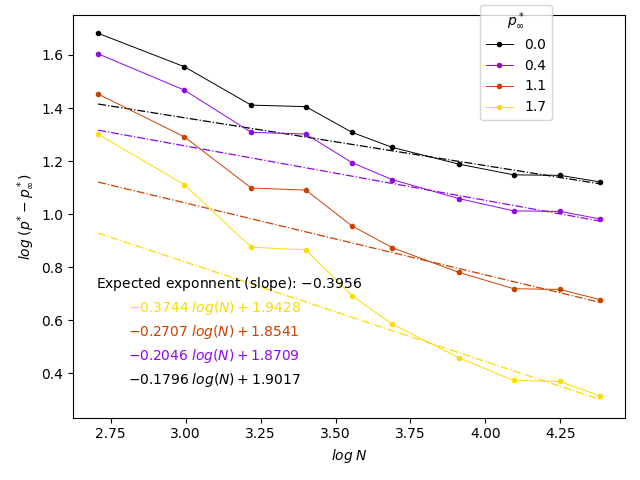 p*∞
0.0
0.4
1.1
1.7
1.6
1.4
1.2
1.0
0.8
0.6
0.4
log (p* − p*∞)
Expected exponnent (slope): −0.3956
−0.3744 log(N) + 1.9428
−0.2707 log(N) + 1.8541
−0.2046 log(N) + 1.8709
−0.1796 log(N) + 1.9017
2.75 3.00 3.25 3.50 3.75 4.00 4.25
log N